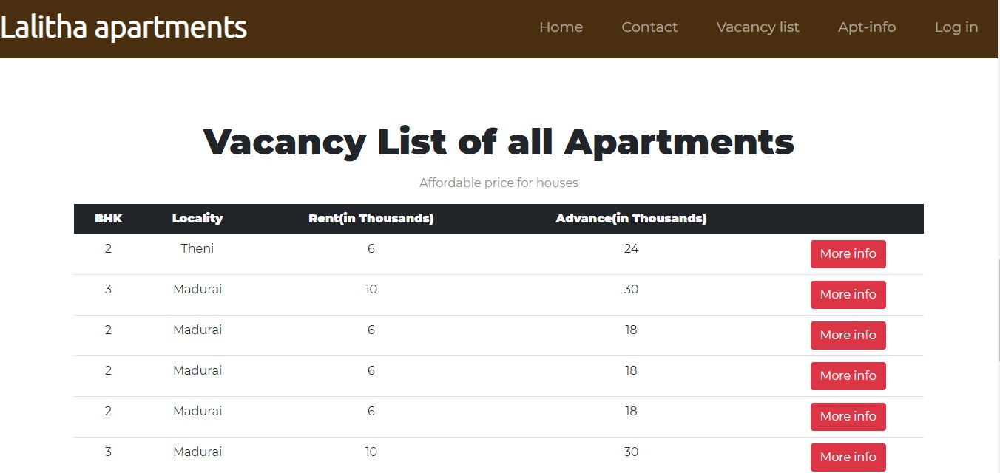 Lalitha apartments Home Contact Vacancy list Apt-info Log in
Vacancy List of all Apartments
Affordable price for houses
BHK Locality Rent(in Thousands) Advance(in Thousands)
2 Theni 6 24 More info
3 Madurai 10 30 More info
2 Madurai 6 18 More info
2 Madurai 6 18 More info
2 Madurai 6 18 More info
3 Madurai 10 30 More info